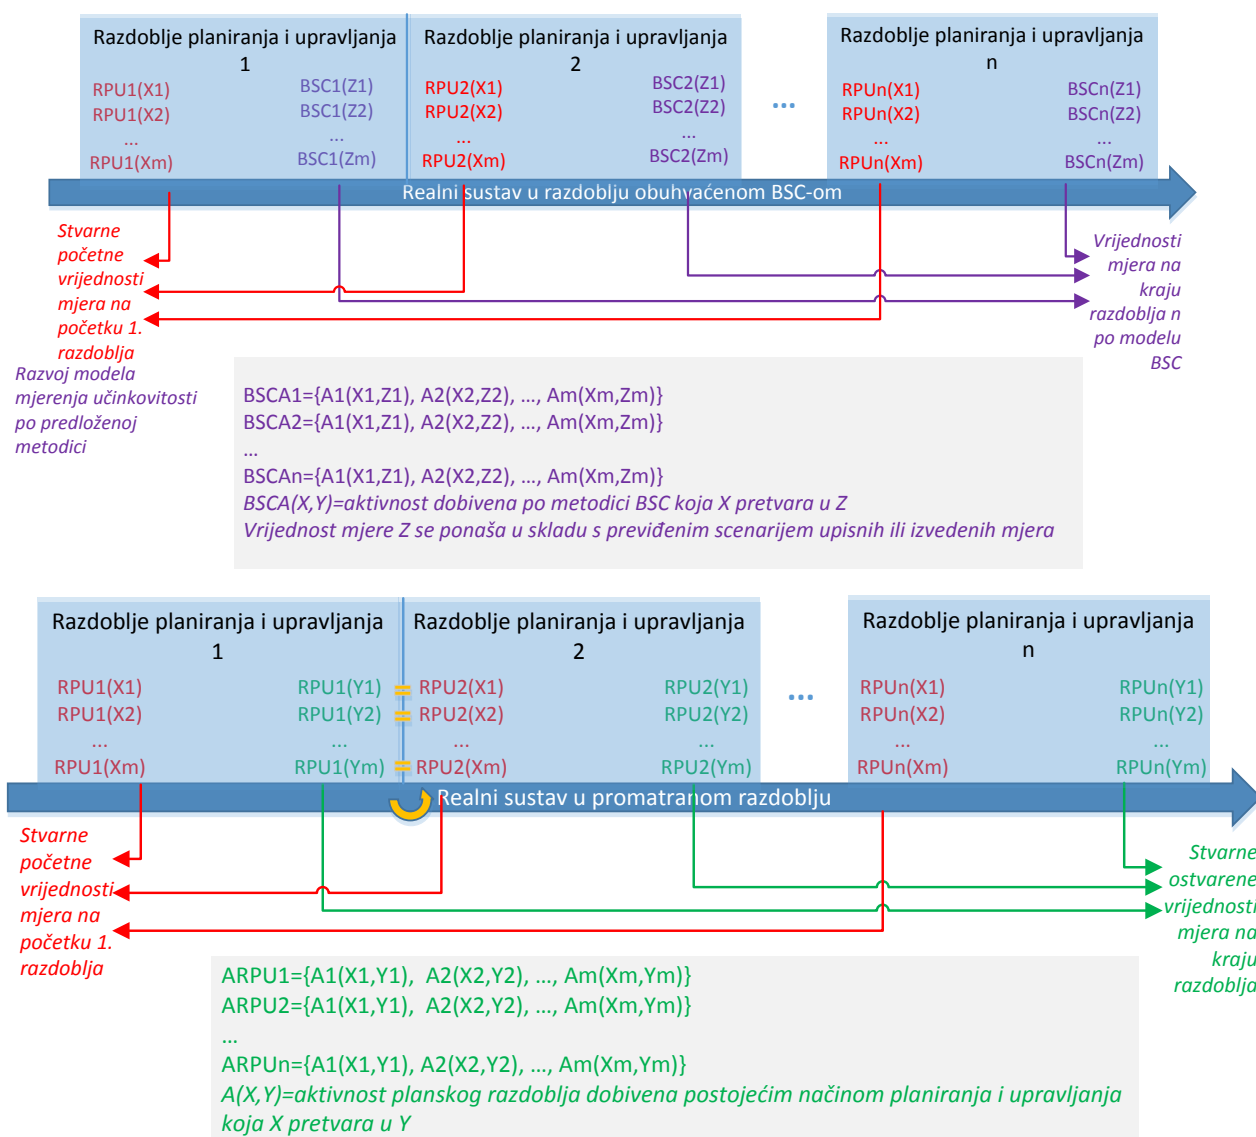 Razdoblje planiranja i upravljanja
1
RPU1(X1)
RPU1(X2)
...
RPU1(Xm)
BSC1(Z1)
BSC1(Z2)
...
BSC1(Zm)
Razdoblje planiranja i upravljanja
2
RPU2(X1)
RPU2(X2)
...
RPU2(Xm)
BSC2(Z1)
BSC2(Z2)
...
BSC2(Zm)
...
Razdoblje planiranja i upravljanja
n
RPUn(X1)
RPUn(X2)
...
RPUn(Xm)
BSCn(Z1)
BSCn(Z2)
...
BSCn(Zm)
Realni sustav u razdoblju obuhvaćenom BSC-om
Stvarne
početne
vrijednosti
mjera na
početku 1.
razdoblja
Vrijednosti
mjera na
kraju
razdoblja n
po modelu
BSC
Razvoj modela
mjerenja učinkovitosti
po predloženoj
metodici
BSCA1={A1(X1,Z1), A2(X2,Z2), ..., Am(Xm,Zm)}
BSCA2={A1(X1,Z1), A2(X2,Z2), ..., Am(Xm,Zm)}
...
BSCAn={A1(X1,Z1), A2(X2,Z2), ..., Am(Xm,Zm)}
BSCA(X,Y)=aktivnost dobivena po metodici BSC koja X pretvara u Z
Vrijednost mjere Z se ponaša u skladu s previđenim scenarijem upisnih ili izvedenih mjera
Razdoblje planiranja i upravljanja
1
RPU1(X1)
RPU1(X2)
...
RPU1(Xm)
RPU1(Y1)
RPU1(Y2)
...
RPU1(Ym)
=
=
=
Razdoblje planiranja i upravljanja
2
RPU2(X1)
RPU2(X2)
...
RPU2(Xm)
RPU2(Y1)
RPU2(Y2)
...
RPU2(Ym)
...
Razdoblje planiranja i upravljanja
n
RPUn(X1)
RPUn(X2)
...
RPUn(Xm)
RPUn(Y1)
RPUn(Y2)
...
RPUn(Ym)
Realni sustav u promatranom razdoblju
Stvarne
početne
vrijednosti
mjera na
početku 1.
razdoblja
Stvarne
ostvarene
vrijednosti
mjera na
kraju
razdoblja
ARPU1={A1(X1,Y1), A2(X2,Y2), ..., Am(Xm,Ym)}
ARPU2={A1(X1,Y1), A2(X2,Y2), ..., Am(Xm,Ym)}
...
ARPUn={A1(X1,Y1), A2(X2,Y2), ..., Am(Xm,Ym)}
A(X,Y)=aktivnost planskog razdoblja dobivena postojećim načinom planiranja i upravljanja
koja X pretvara u Y